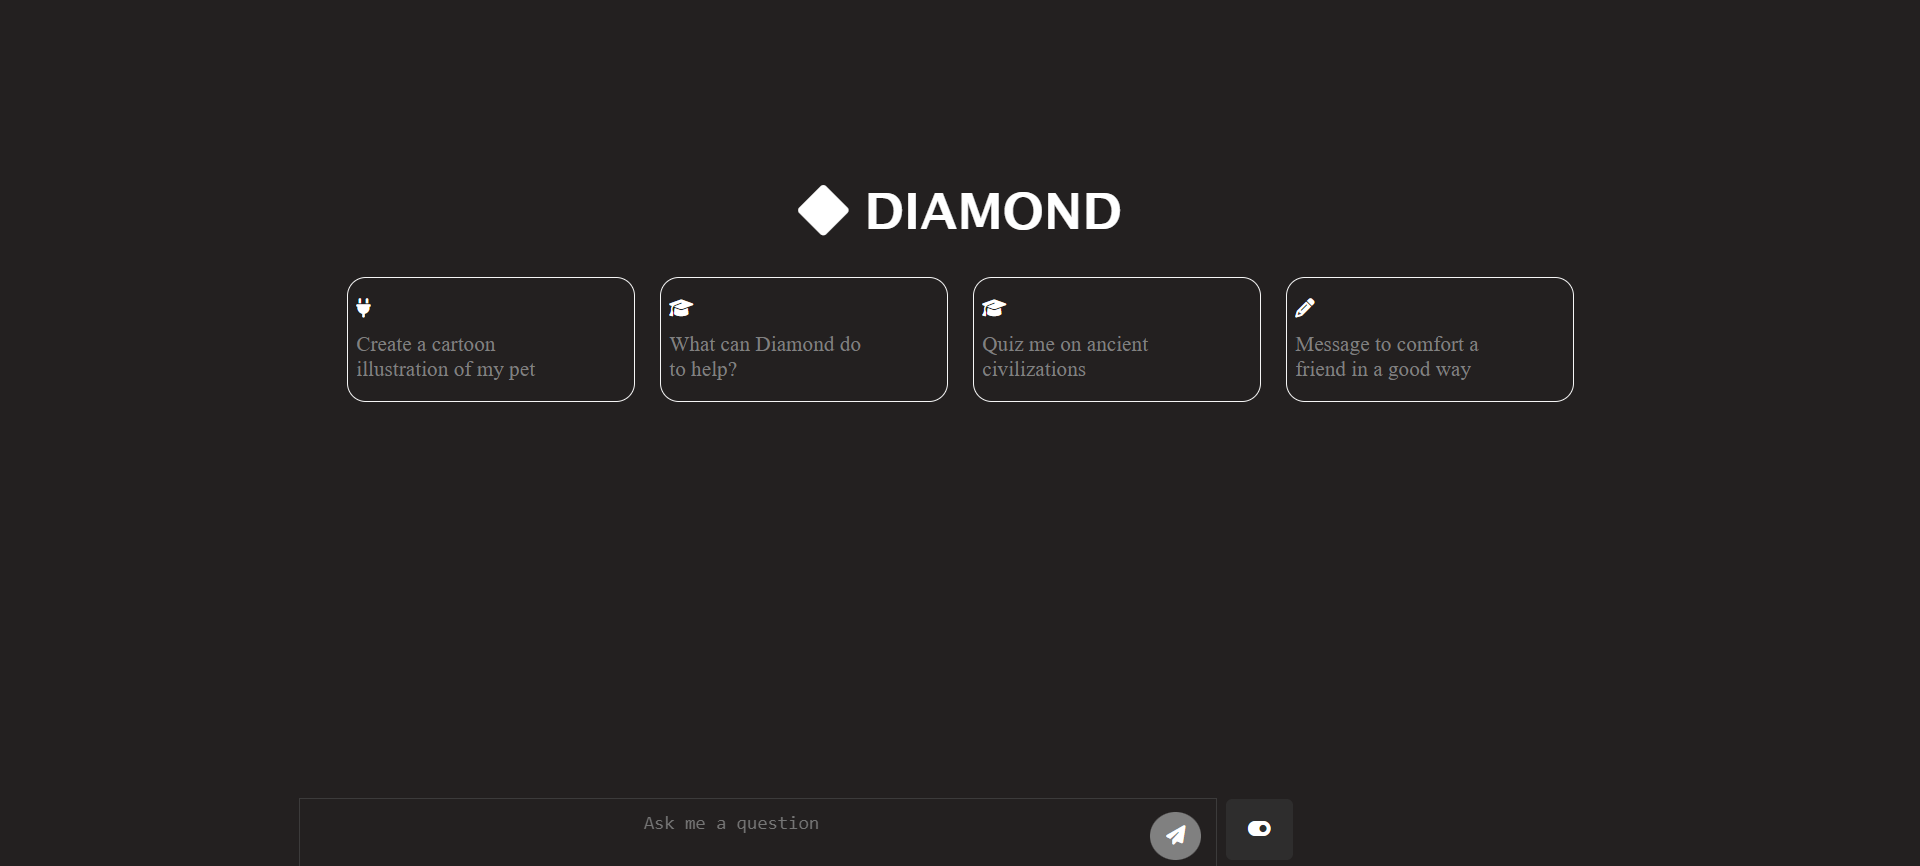 DIAMOND
Create a cartoon
illustration of my pet
What can Diamond do
to help?
Quiz me on ancient
civilizations
Message to comfort a
friend in a good way
Ask me a question